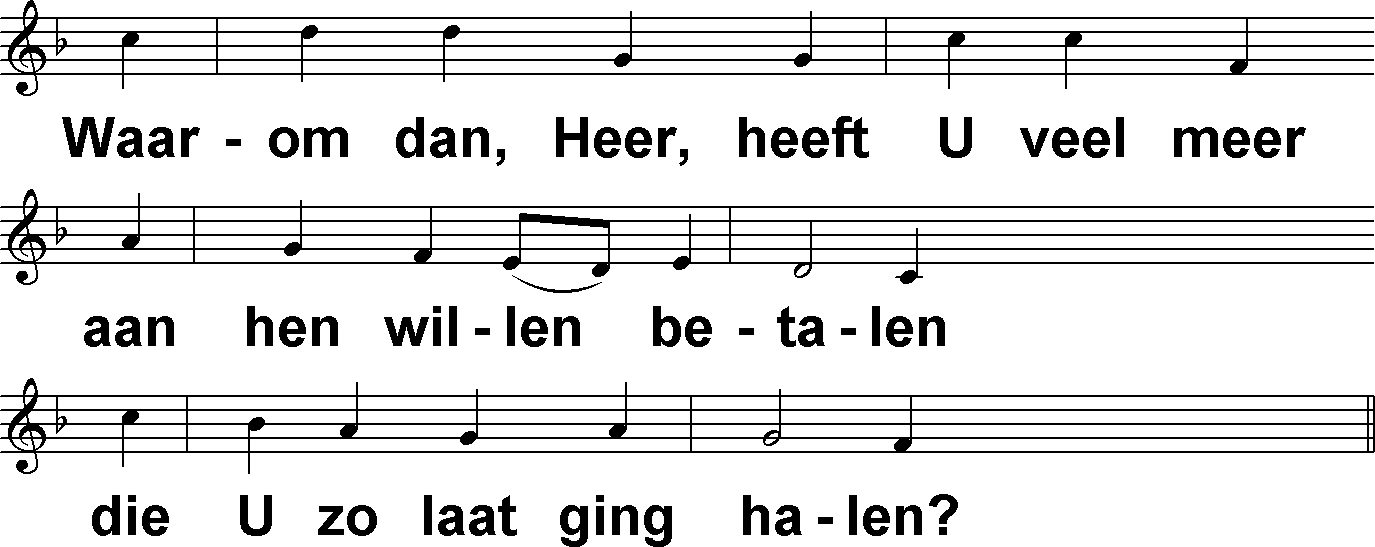 Waar - om dan, Heer, heeft U veel meer
aan hen wil - len be - ta - len
die U zo laat ging ha - len?